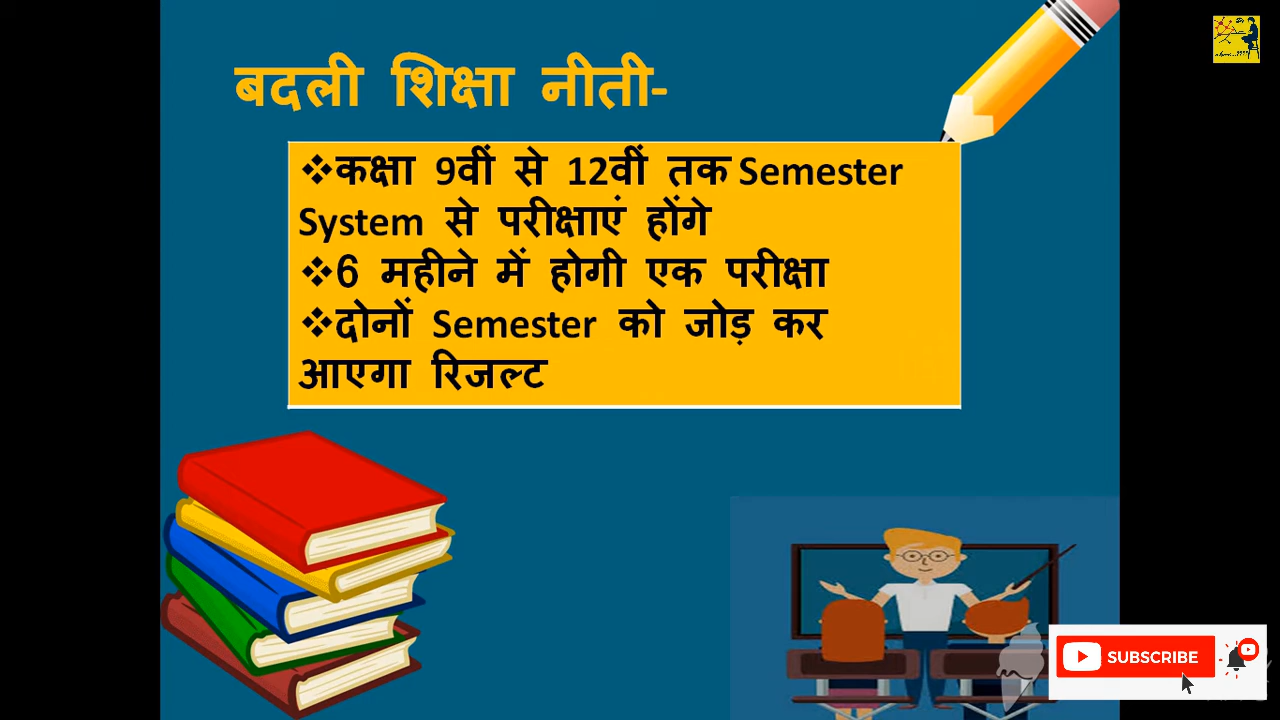 बदली शिक्षा नीती-
❖कक्षा 9वीं से 12वीं तक Semester
System से परीक्षाएं होंगे
❖6 महीने में होगी एक परीक्षा
❖दोनों Semester को जोड़ कर
आएगा रिजल्ट
SUBSCRIBE